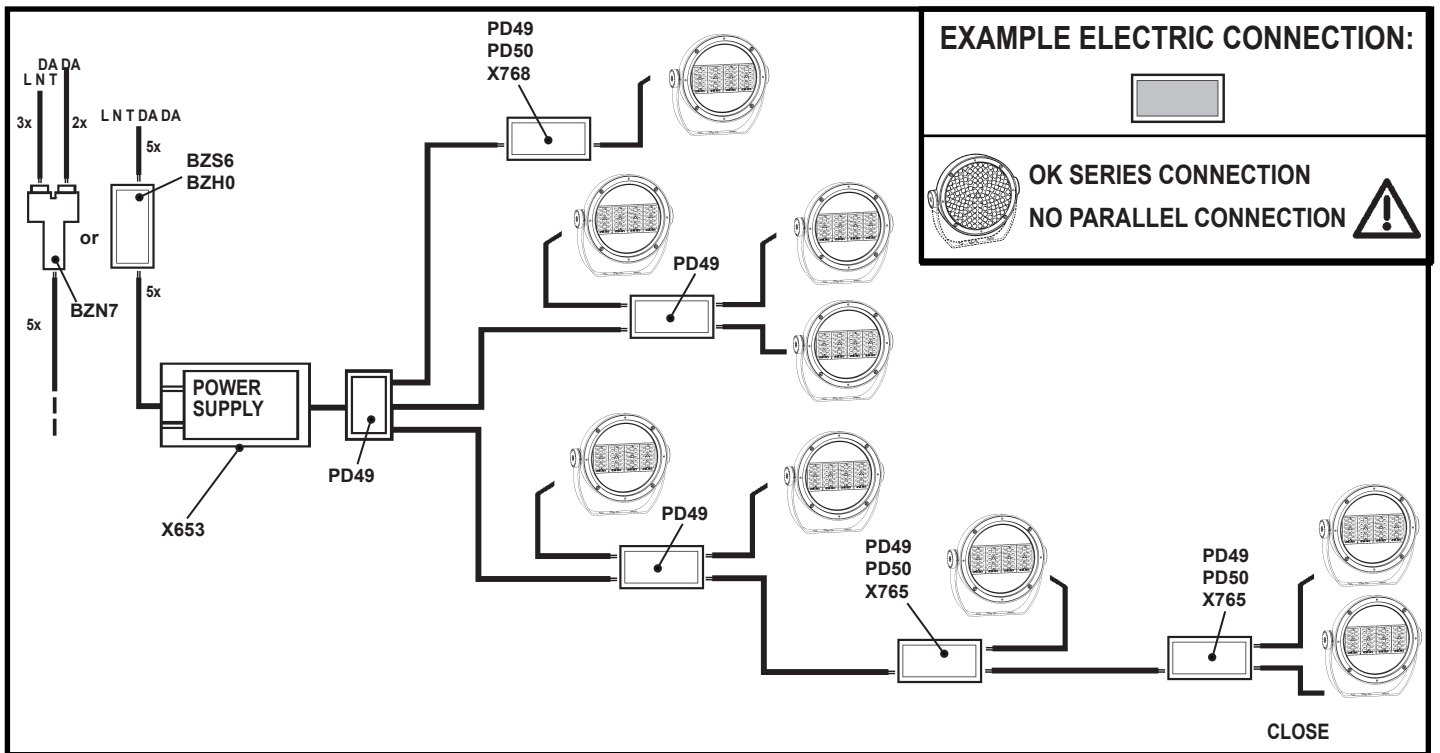 DA DA
L N T
3x
2x
L N T DA DA
5x
BZS6
BZH0
or
BZN7
5x
5x
POWER
SUPPLY
X653
PD49
PD49
PD50
X768
PD49
PD49
PD49
PD50
X765
PD49
PD50
X765
CLOSE
EXAMPLE ELECTRIC CONNECTION:
OK SERIES CONNECTION
NO PARALLEL CONNECTION